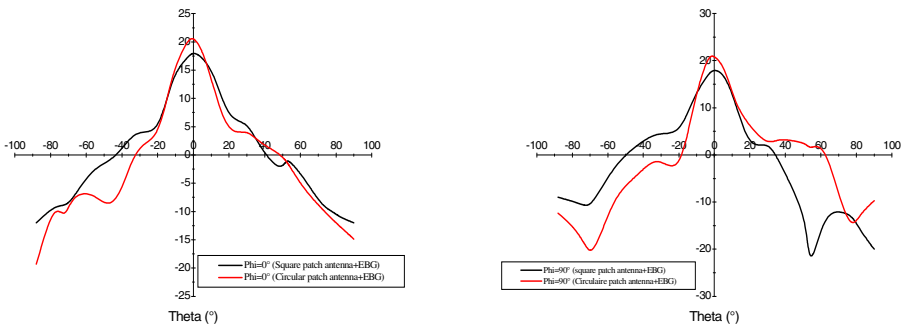 25
20
15
10
5
0
-5
-10
-15
-20
-25
-100 -80 -60 -40 -20 0 20 40 60 80 100
Phi=0° (Square patch antenna+EBG)
Phi=0° (Circular patch antenna+EBG)
Theta (°)
30
20
10
0
-10
-20
-30
-100 -80 -60 -40 -20 0 20 40 60 80 100
Phi=90° (square patch antenna+EBG)
Phi=90° (Circulaire patch antenna+EBG)
Theta (°)